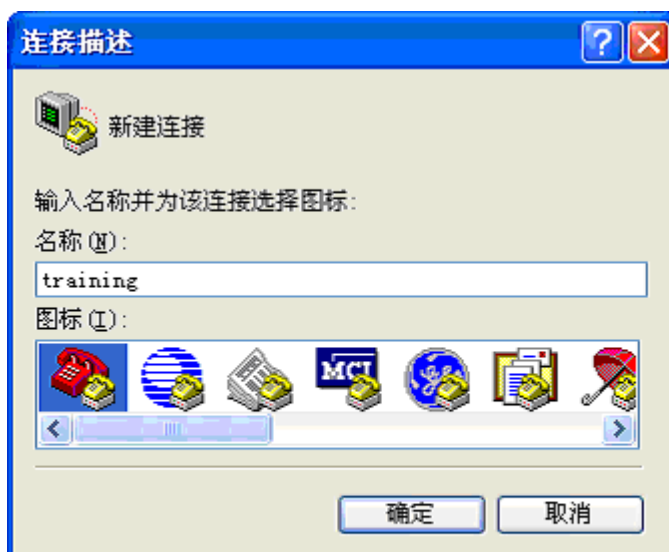 连接描述
新建连接
输入名称并为该连接选择图标:
名称(N):
training
图标(I):
MCI
确定 取消